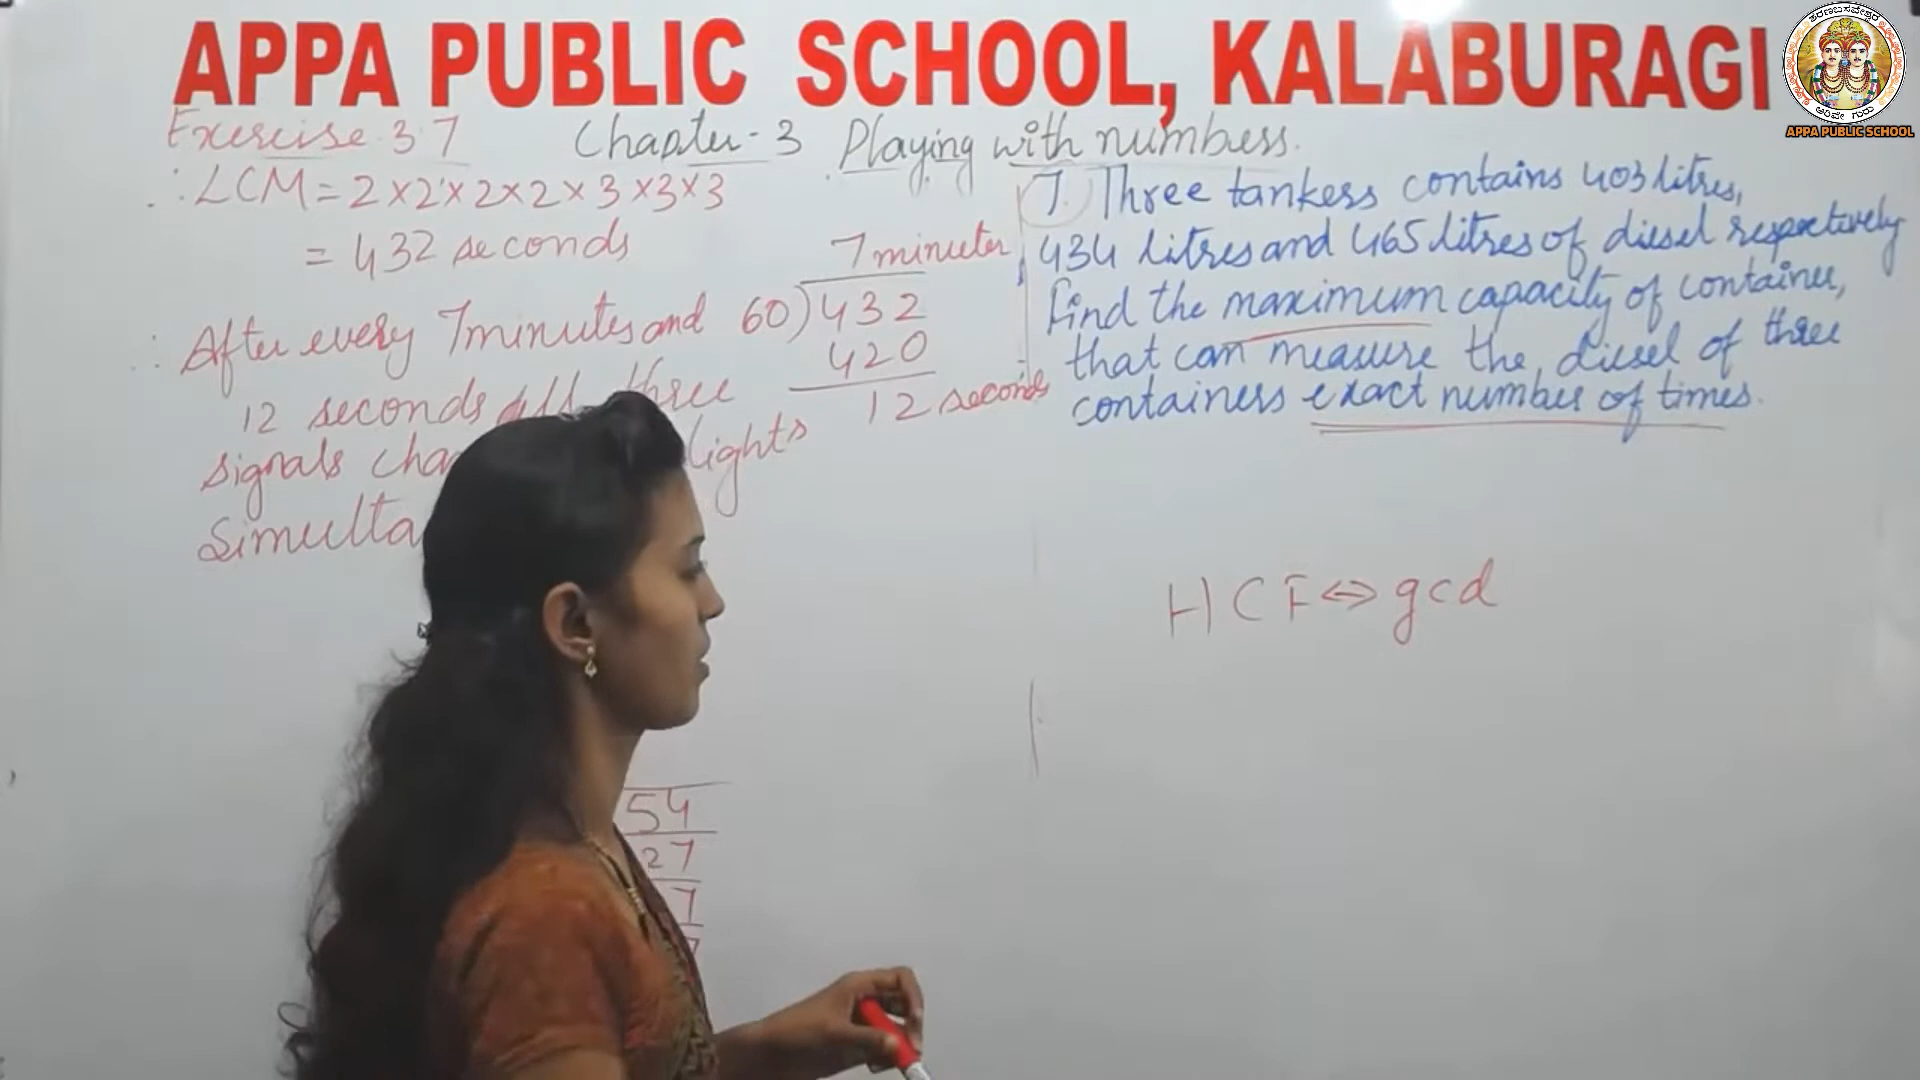 APPA PUBLIC SCHOOL, KALABURAGI
ಶರಣಬಸವೇಶ್ವರ
ಅರಿವೇ ಗುರು
APPA PUBLIC SCHOOL
Exercise 3.7
Chapter - 3 Playing with numbers.
∴ LCM = 2 × 2 × 2 × 2 × 3 × 3 × 3
= 432 seconds
∴ After every 7 minutes and
12 seconds all three
signals lights
7 minutes
60)432
420
12 seconds
54
27
7
7. Three tankers contains 403 litres,
434 litres and 465 litres of diesel respectively
Find the maximum capacity of container,
that can measure the diesel of three
containers exact number of times.
HCF ⇔ gcd